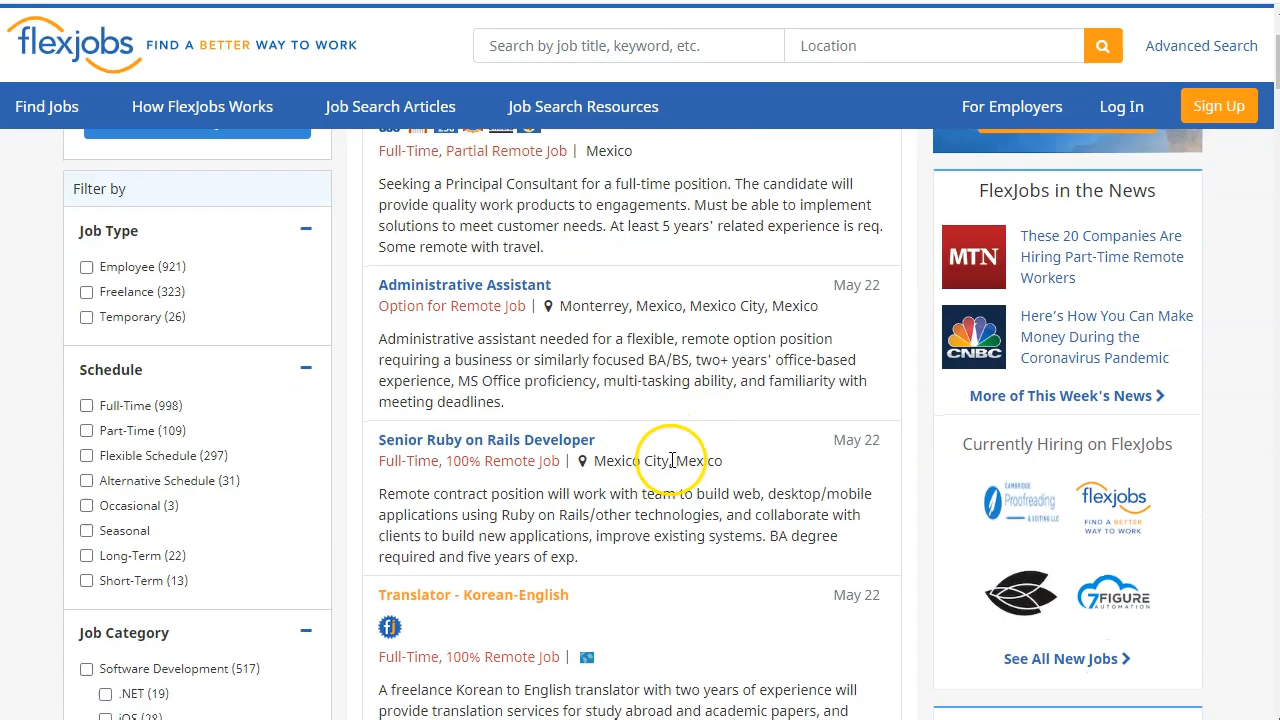 flexjobs FIND A BETTER WAY TO WORK
Search by job title, keyword, etc.
Location
Advanced Search
Find Jobs
How FlexJobs Works
Job Search Articles
Job Search Resources
For Employers
Log In
Sign Up
Filter by
Job Type
Employee (921)
Freelance (323)
Temporary (26)
Schedule
Full-Time (998)
Part-Time (109)
Flexible Schedule (297)
Alternative Schedule (31)
Occasional (3)
Seasonal
Long-Term (22)
Short-Term (13)
Job Category
Software Development (517)
.NET (19)
iOS (28)
Full-Time, Partial Remote Job | Mexico
Seeking a Principal Consultant for a full-time position. The candidate will
provide quality work products to engagements. Must be able to implement
solutions to meet customer needs. At least 5 years' related experience is req.
Some remote with travel.
Administrative Assistant May 22
Option for Remote Job | Monterrey, Mexico, Mexico City, Mexico
Administrative assistant needed for a flexible, remote option position
requiring a business or similarly focused BA/BS, two+ years' office-based
experience, MS Office proficiency, multi-tasking ability, and familiarity with
meeting deadlines.
Senior Ruby on Rails Developer May 22
Full-Time, 100% Remote Job | Mexico City, Mexico
Remote contract position will work with team to build web, desktop/mobile
applications using Ruby on Rails/other technologies, and collaborate with
build new applications, improve existing systems. BA degree
required and five years of exp.
Translator - Korean-English May 22
fj
Full-Time, 100% Remote Job |
A freelance Korean to English translator with two years of experience will
provide translation services for study abroad and academic papers, and
FlexJobs in the News
MTN
These 20 Companies Are
Hiring Part-Time Remote
Workers
CNBC
Here's How You Can Make
Money During the
Coronavirus Pandemic
More of This Week's News
Currently Hiring on FlexJobs
CAMBRIDGE
Proofreading
& EDITING LLC
flexjobs
FIND A BETTER
WAY TO WORK
7FIGURE
AUTOMATION
See All New Jobs